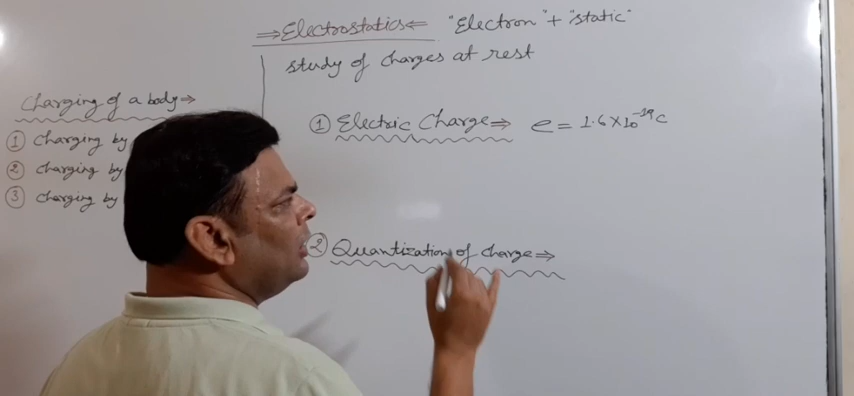 ⇒Electrostatics⇐ "Electron" + "static"
study of charges at rest
Charging of a body⇒
① Charging by
② Charging by
③ Charging by
① Electric Charge⇒ e = 1.6×10⁻¹⁹C
② Quantization of charge⇒